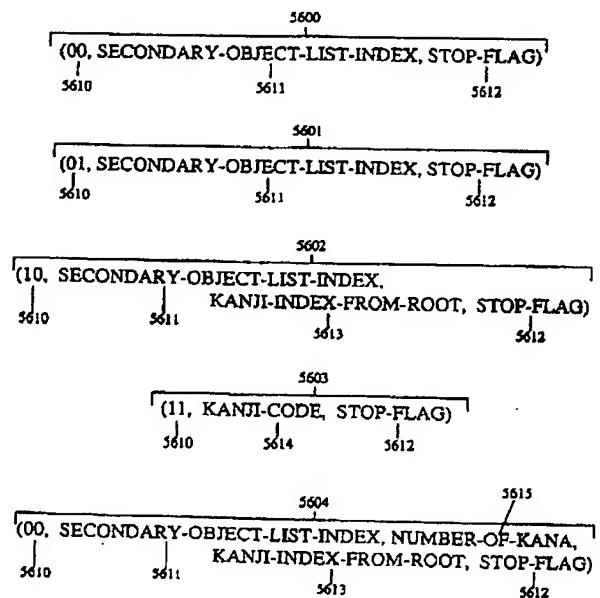 5600
(00, SECONDARY-OBJECT-LIST-INDEX, STOP-FLAG)
5610 5611 5612
5601
(01, SECONDARY-OBJECT-LIST-INDEX, STOP-FLAG)
5610 5611 5612
5602
(10, SECONDARY-OBJECT-LIST-INDEX,
KANJI-INDEX-FROM-ROOT, STOP-FLAG)
5610 5611 5613 5612
5603
(11, KANJI-CODE, STOP-FLAG)
5610 5614 5612
5604 5615
(00, SECONDARY-OBJECT-LIST-INDEX, NUMBER-OF-KANA,
KANJI-INDEX-FROM-ROOT, STOP-FLAG)
5610 5611 5613 5612